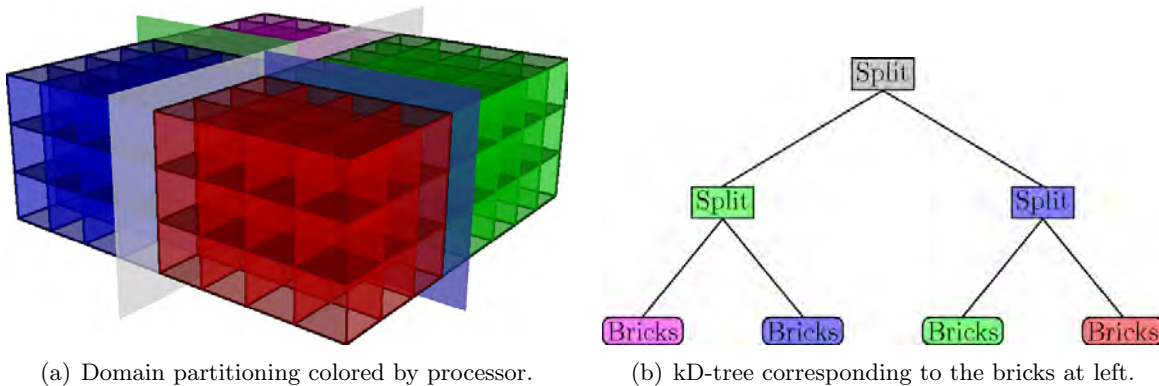 Split
Split
Split
Bricks
Bricks
Bricks
Bricks
(a) Domain partitioning colored by processor.
(b) kD-tree corresponding to the bricks at left.